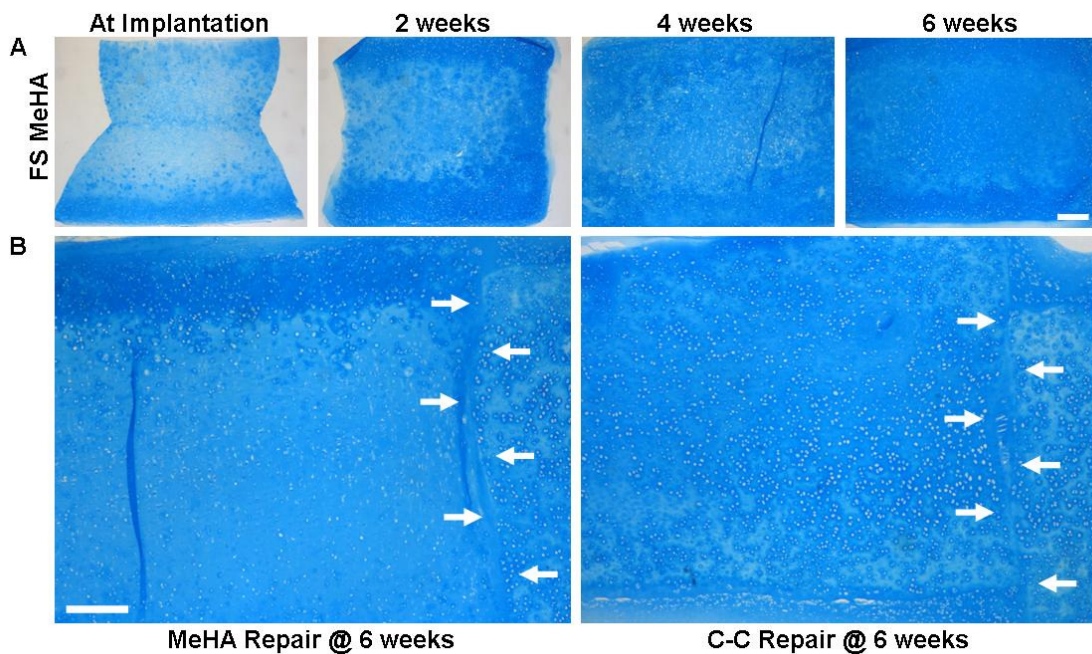 At Implantation 2 weeks 4 weeks 6 weeks
A
FS MeHA
B
MeHA Repair @ 6 weeks C-C Repair @ 6 weeks